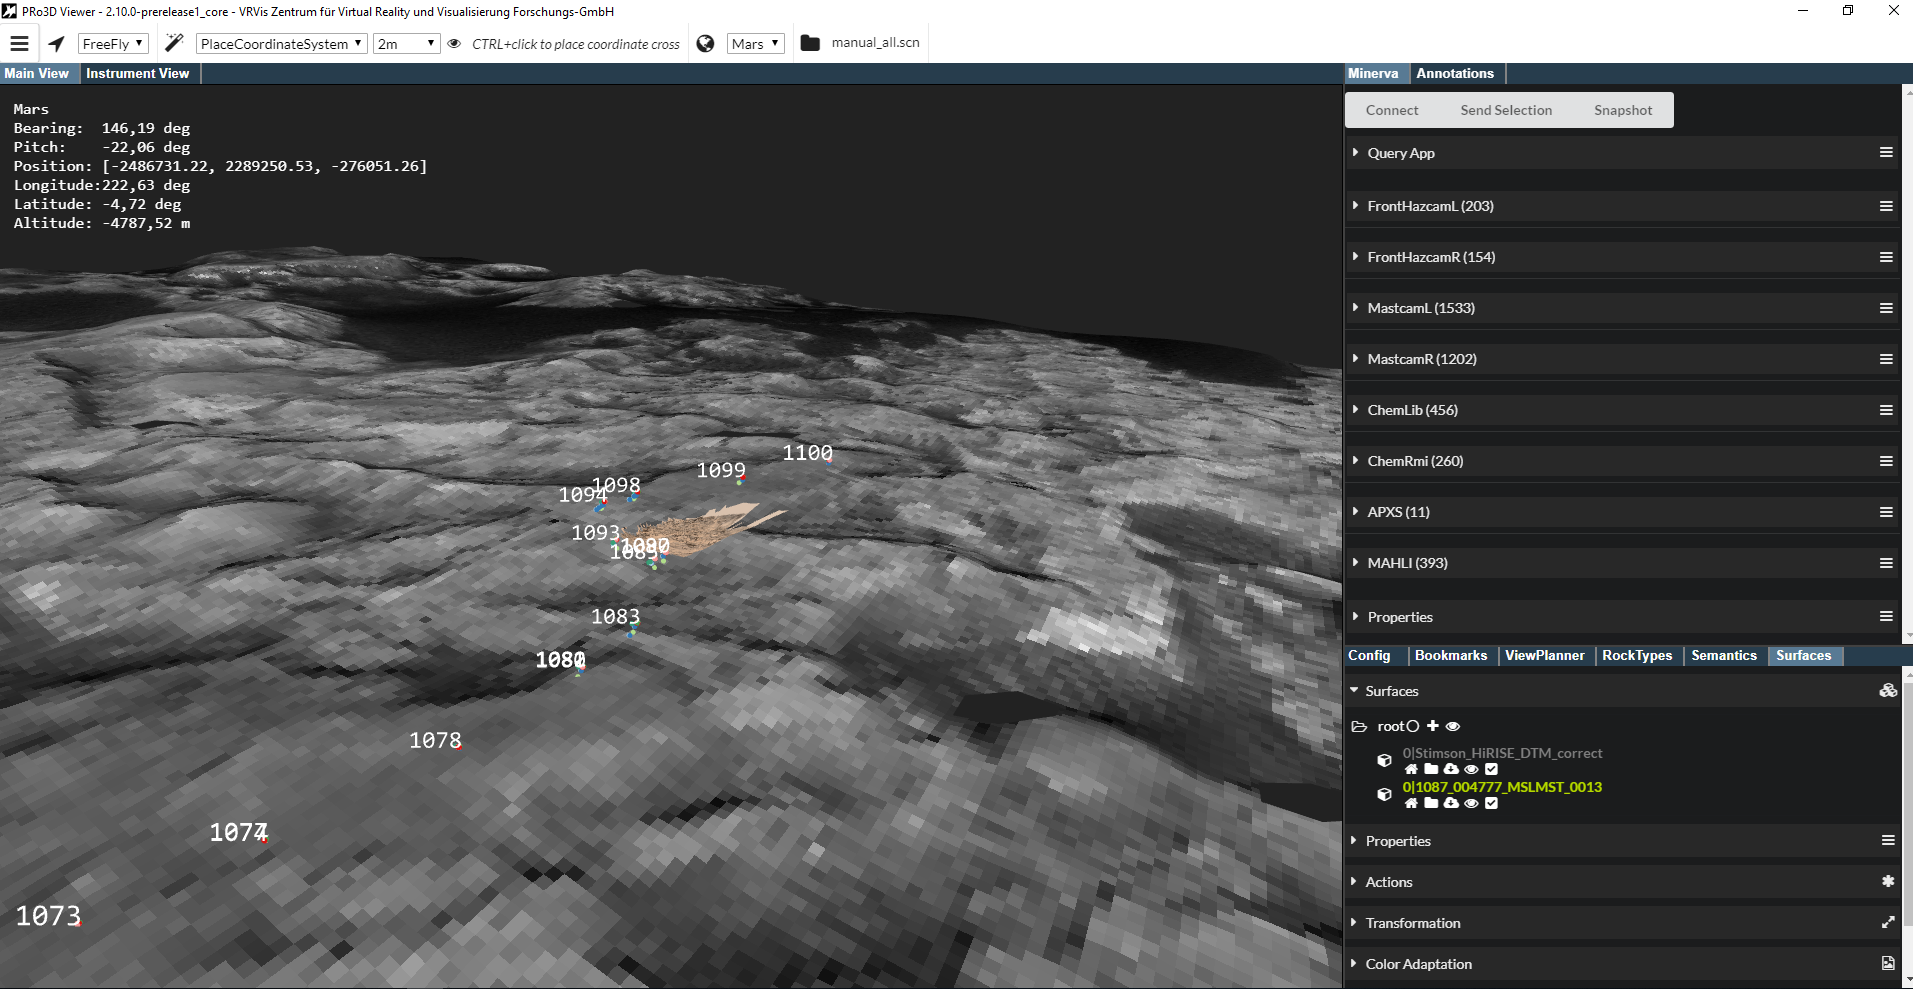 PRo3D Viewer - 2.10.0-prerelease1_core - VRVis Zentrum für Virtual Reality und Visualisierung Forschungs-GmbH
FreeFly PlaceCoordinateSystem 2m CTRL+click to place coordinate cross Mars manual_all.scn
Main View Instrument View
Mars
Bearing: 146,19 deg
Pitch: -22,06 deg
Position: [-2486731.22, 2289250.53, -276051.26]
Longitude:222,63 deg
Latitude: -4,72 deg
Altitude: -4787,52 m
1100
1099
1098
1094
1093
1083
1078
1073
Minerva Annotations
Connect Send Selection Snapshot
Query App
FrontHazcamL (203)
FrontHazcamR (154)
MastcamL (1533)
MastcamR (1202)
ChemLib (456)
ChemRmi (260)
APXS (11)
MAHLI (393)
Properties
Config Bookmarks ViewPlanner RockTypes Semantics Surfaces
Surfaces
root
0|Stimson_HiRISE_DTM_correct
0|1087_004777_MSLMST_0013
Properties
Actions
Transformation
Color Adaptation